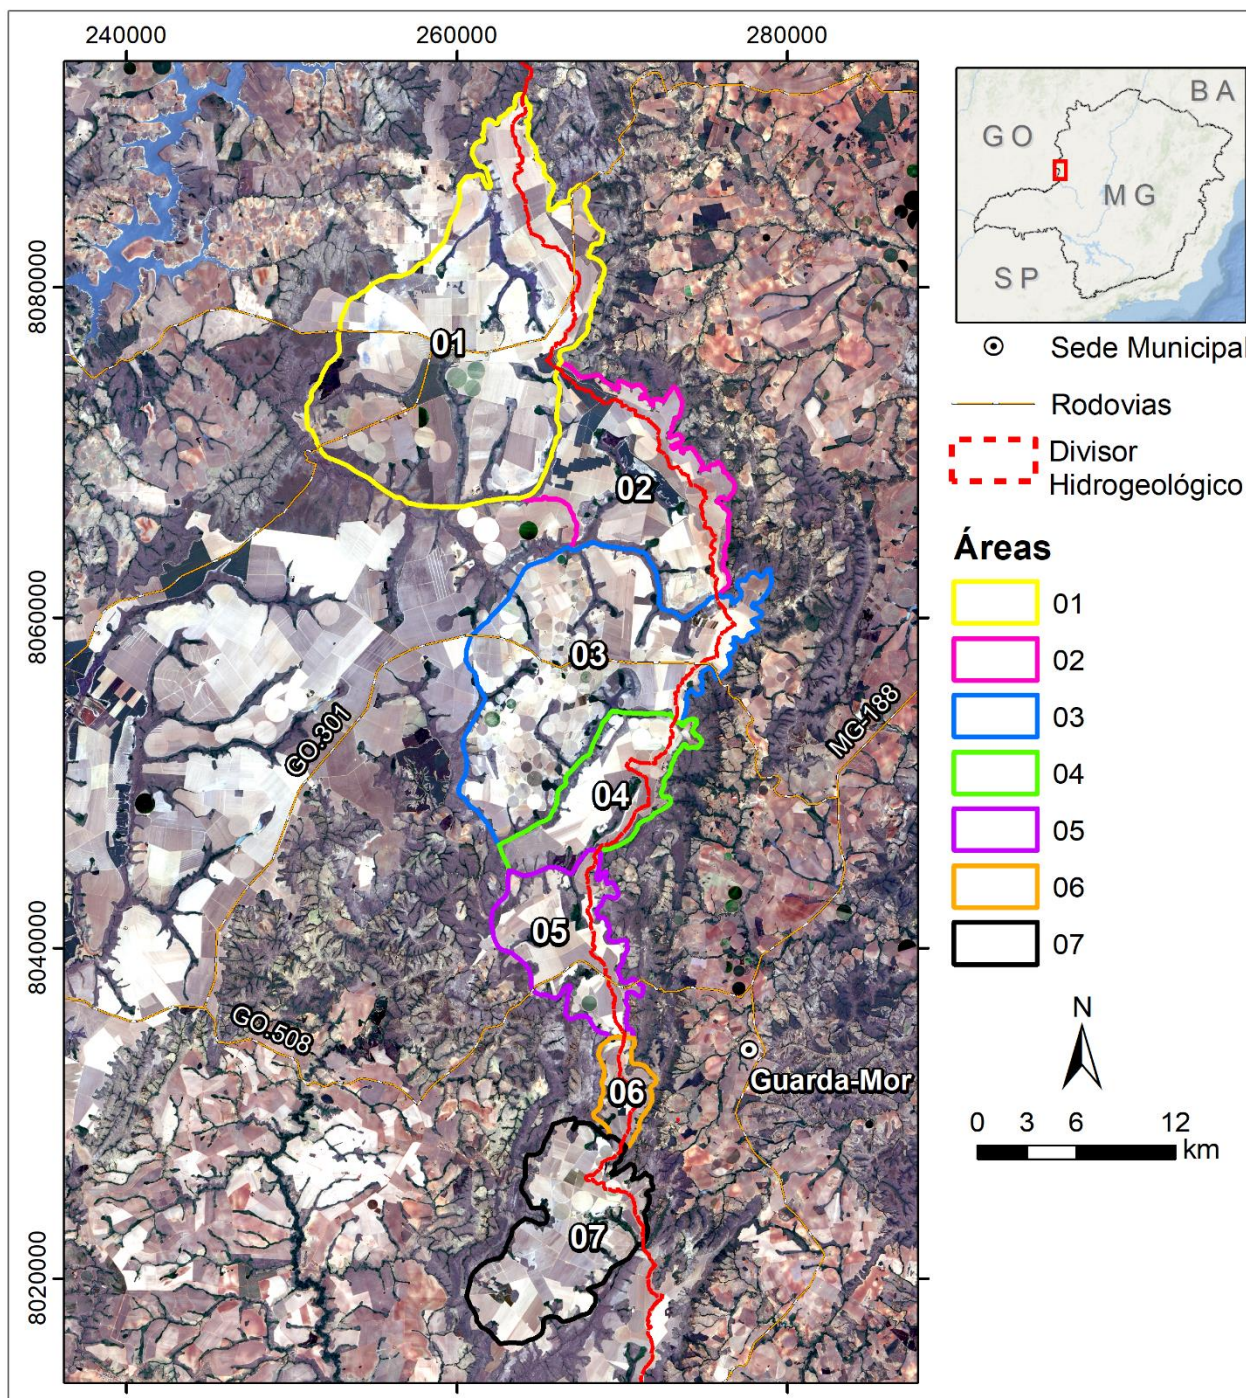 240000
260000
280000
8080000
8060000
8040000
8020000
01
02
03
04
05
06
07
GO.301
MG-188
GO.508
Guarda-Mor
BA
GO
MG
SP
Sede Municipal
Rodovias
Divisor
Hidrogeológico
Áreas
01
02
03
04
05
06
07
N
0 3 6 12
km